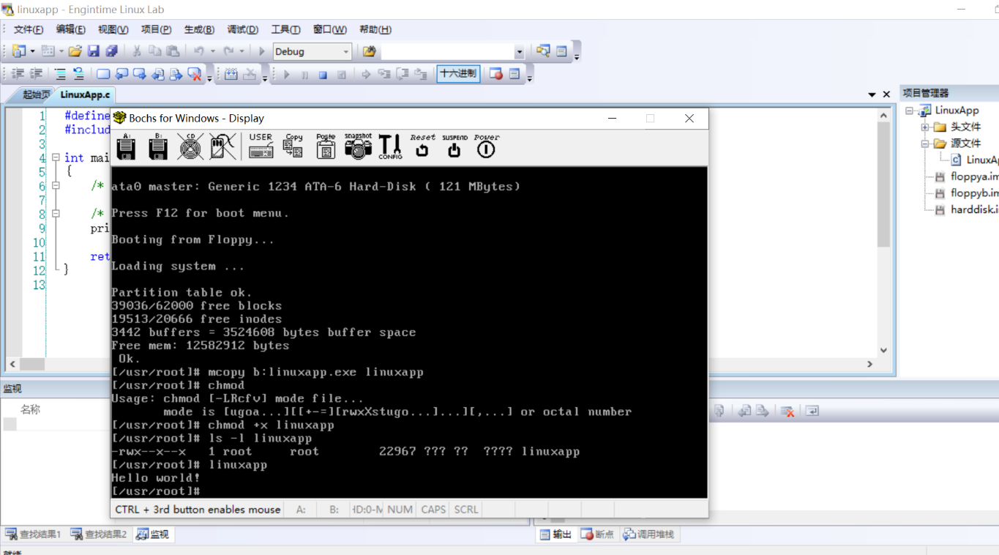 linuxapp - Engintime Linux Lab
文件(F) 编辑(E) 视图(V) 项目(P) 生成(B) 调试(D) 工具(T) 窗口(W) 帮助(H)
Debug
十六进制
起始页 LinuxApp.c
项目管理器
1 #define
2 #includ
3
4 int mai
5 {
6 /*
7
8 /*
9 pri
10
11 ret
12 }
13
LinuxApp
头文件
源文件
LinuxAp
floppya.im
floppyb.im
harddisk.i
Bochs for Windows - Display
A: B: CD USER Copy Paste snapshot CONFIG Reset SUSPEND Power
ata0 master: Generic 1234 ATA-6 Hard-Disk ( 121 MBytes)
Press F12 for boot menu.
Booting from Floppy...
Loading system ...
Partition table ok.
39036/62000 free blocks
19513/20666 free inodes
3442 buffers = 3524608 bytes buffer space
Free mem: 12582912 bytes
Ok.
[/usr/root]# mcopy b:linuxapp.exe linuxapp
[/usr/root]# chmod
Usage: chmod [-LRcfv] mode file...
mode is [ugoa...][[+-=][rwxXstugo...]...][,...] or octal number
[/usr/root]# chmod +x linuxapp
[/usr/root]# ls -l linuxapp
-rwx--x--x 1 root root 22967 ??? ?? ???? linuxapp
[/usr/root]# linuxapp
Hello world!
[/usr/root]#
CTRL + 3rd button enables mouse A: B: HD:0-M NUM CAPS SCRL
监视
名称
查找结果1 查找结果2 监视
输出 断点 调用堆栈
就绪